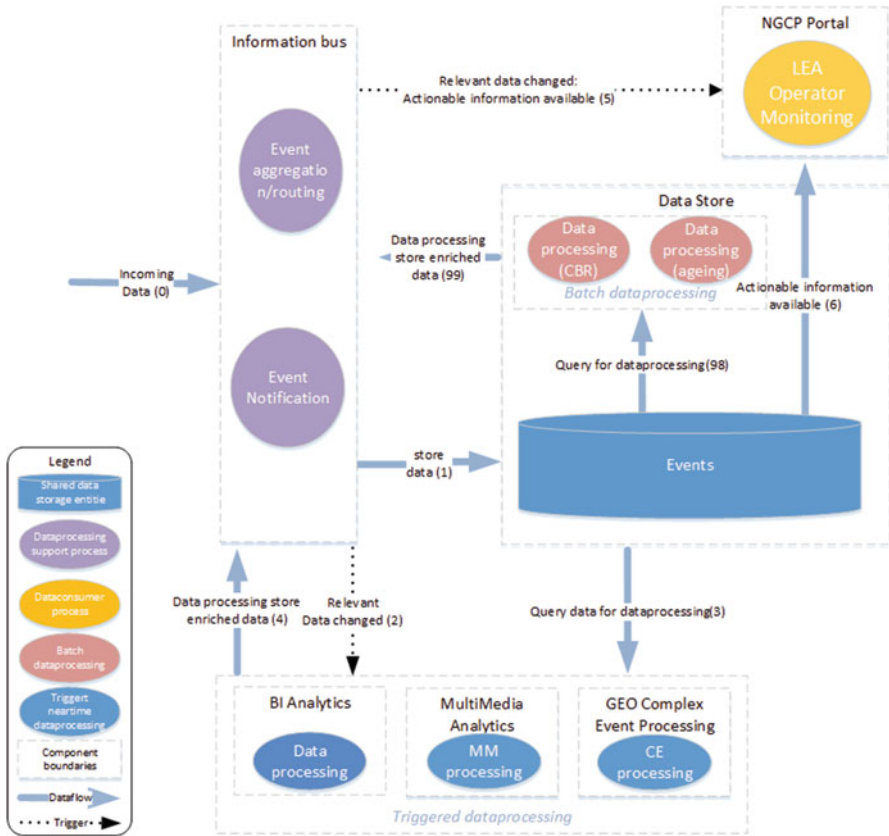 Information bus
NGCP Portal
LEA
Operator
Monitoring
Relevant data changed:
Actionable information available (5)
Event
aggregatio
n/routing
Data Store
Data
processing
(CBR)
Data
processing
(ageing)
Batch dataprocessing
Data processing
store enriched
data (99)
Incoming
Data (0)
Actionable information
available (6)
Query for dataprocessing(98)
Event
Notification
store
data (1)
Events
Legend
Shared data
storage entitie
Dataprocessing
support process
Dataconsumer
process
Batch
dataprocessing
Triggert
neartime
dataprocessing
Component
boundaries
Dataflow
Trigger
Data processing store
enriched data (4)
Relevant
Data changed (2)
Query data for dataprocessing(3)
BI Analytics
Data
processing
MultiMedia
Analytics
MM
processing
GEO Complex
Event Processing
CE
processing
Triggered dataprocessing